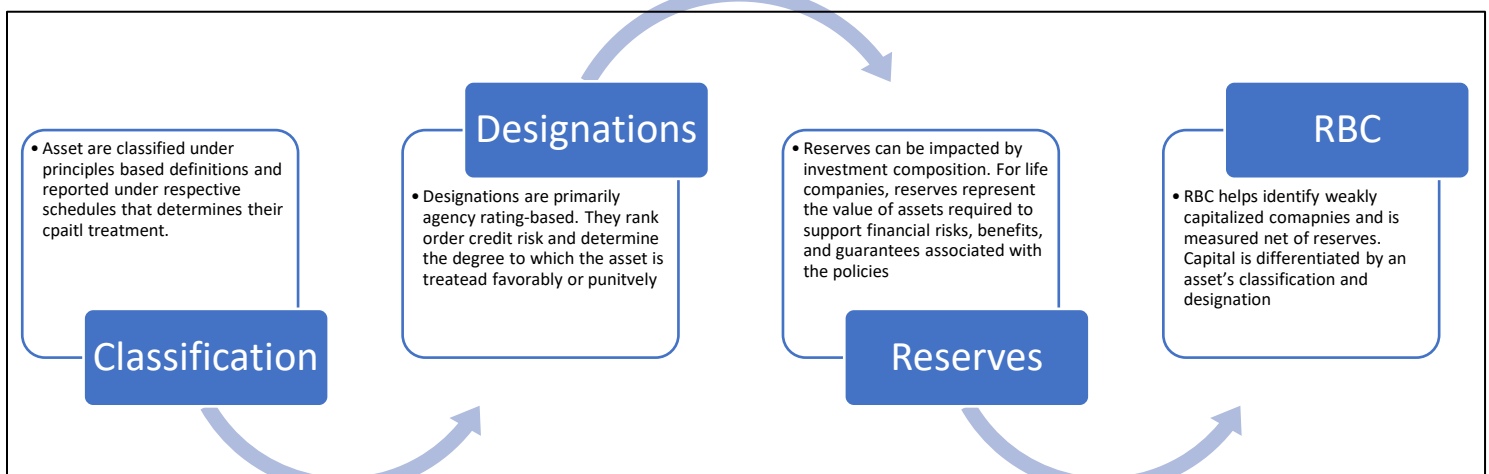 • Asset are classified under
principles based definitions and
reported under respective
schedules that determines their
cpaitl treatment.
Classification
Designations
• Designations are primarily
agency rating-based. They rank
order credit risk and determine
the degree to which the asset is
treatead favorably or punitvely
• Reserves can be impacted by
investment composition. For life
companies, reserves represent
the value of assets required to
support financial risks, benefits,
and guarantees associated with
the policies
Reserves
RBC
• RBC helps identify weakly
capitalized comapnies and is
measured net of reserves.
Capital is differentiated by an
asset’s classification and
designation